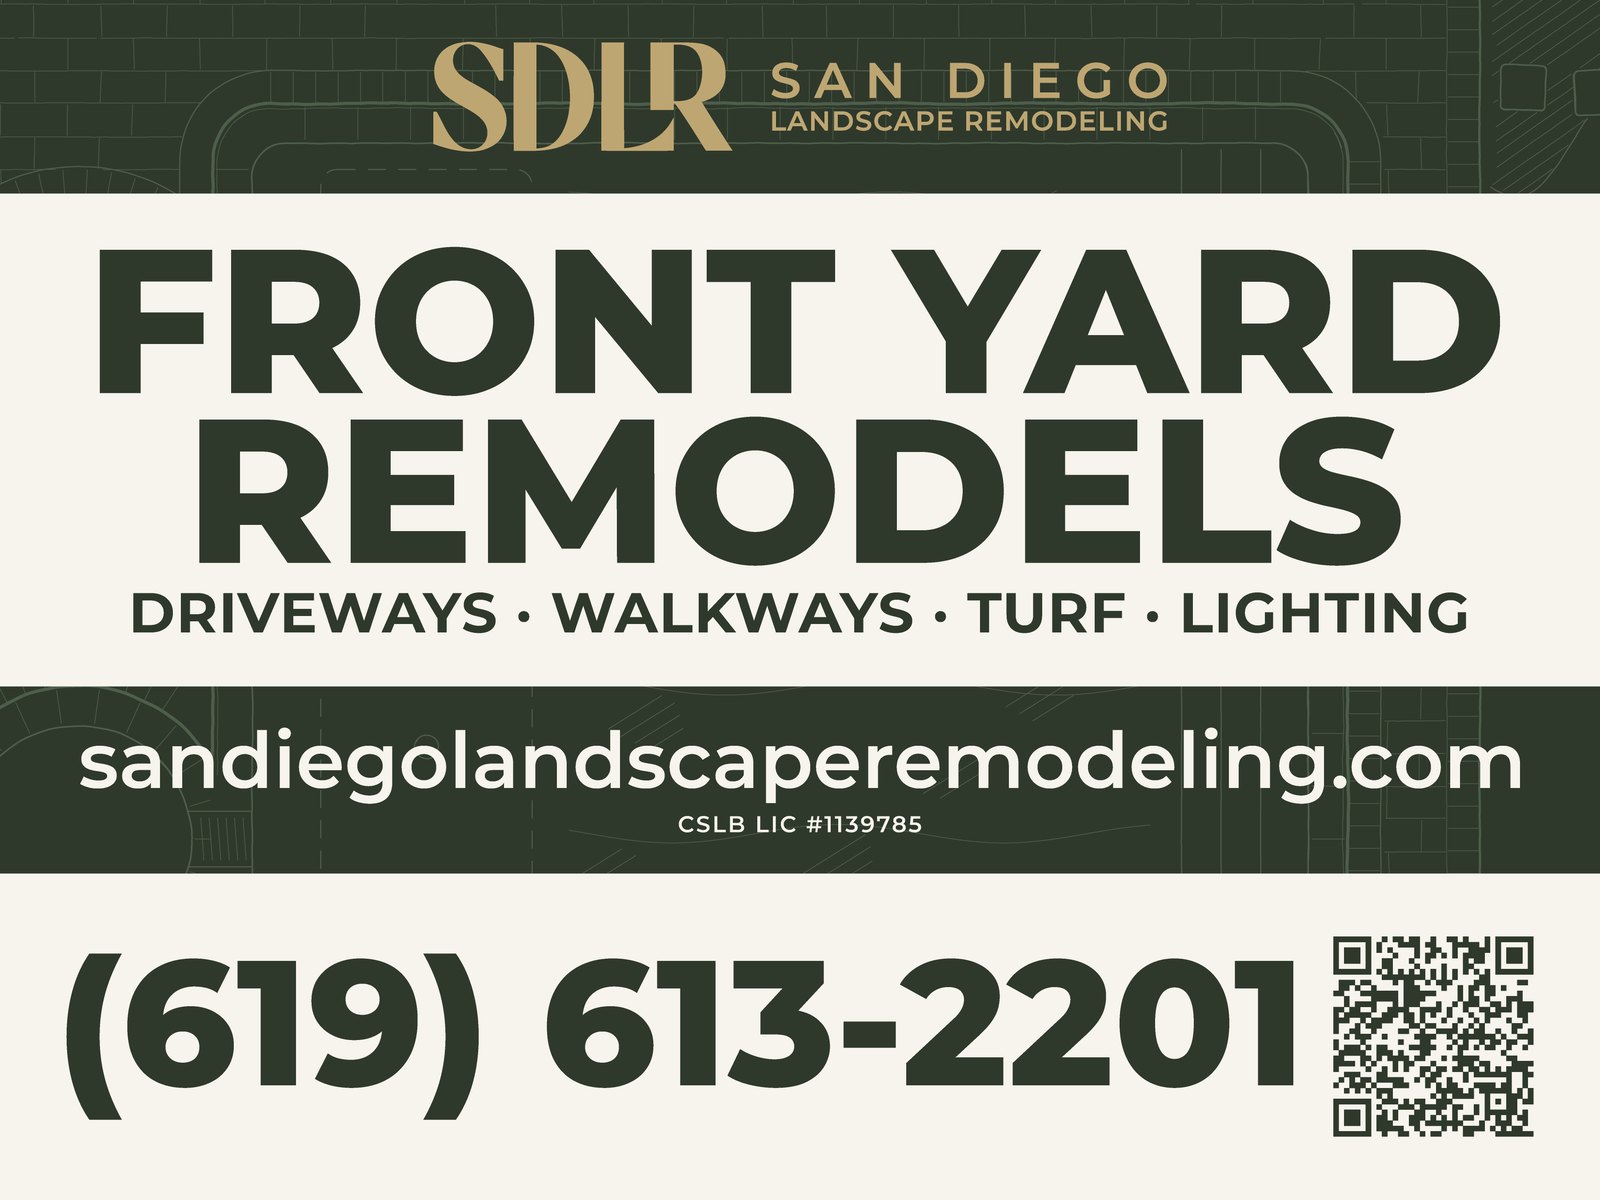 SDLR
SAN DIEGO
LANDSCAPE REMODELING
FRONT YARD
REMODELS
DRIVEWAYS • WALKWAYS • TURF • LIGHTING
sandiegolandscaperemodeling.com
CSLB LIC #1139785
(619) 613-2201